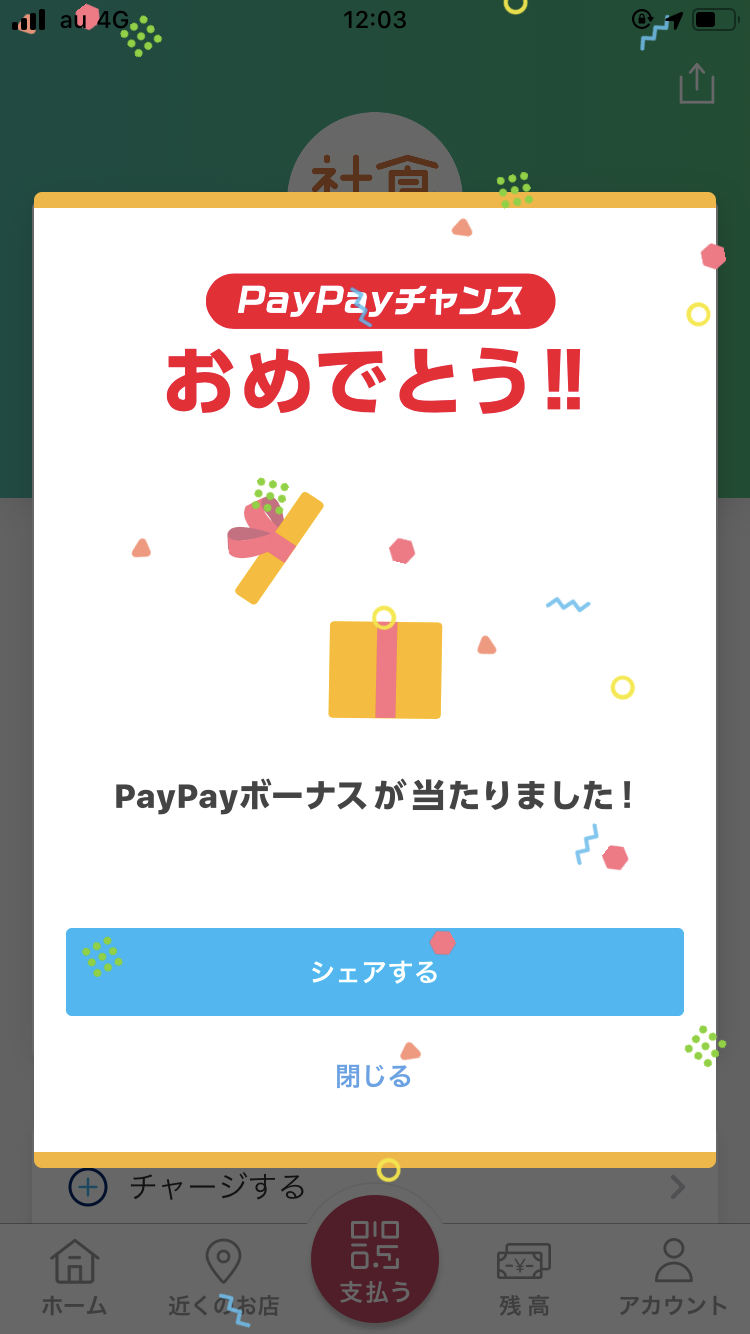 au 4G 12:03
PayPayチャンス
おめでとう!!
PayPayボーナス が 当たりました！
シェアする
閉じる
チャージする
支払う
ホーム 近くのお店 残高 アカウント